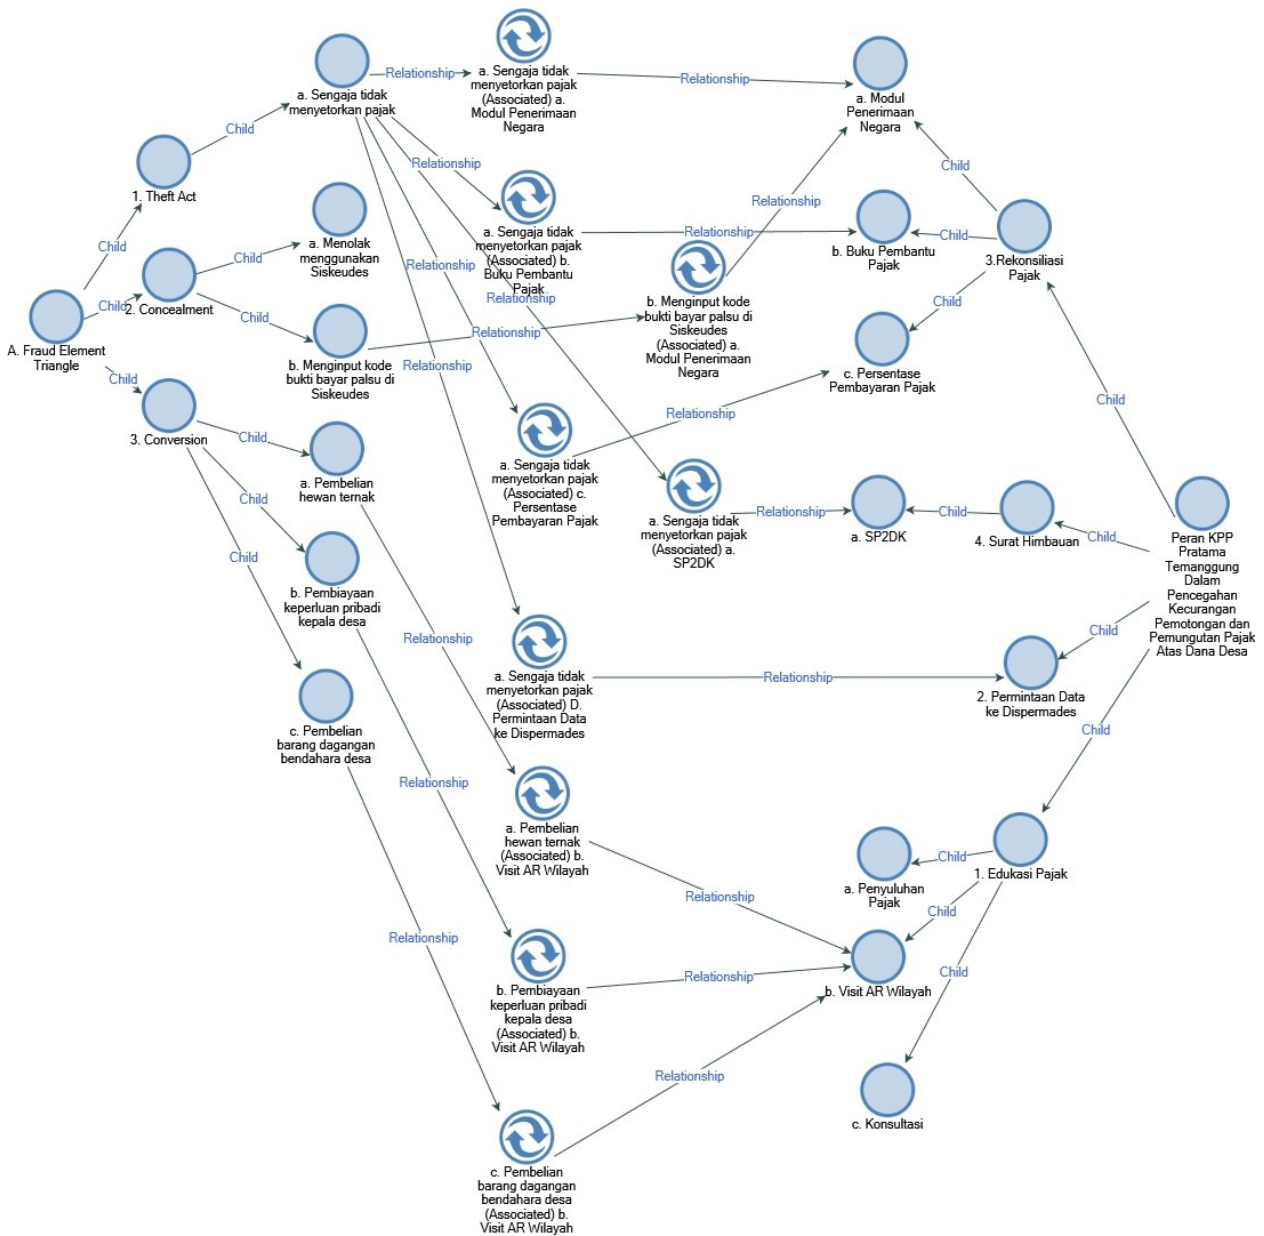 a. Sengaja tidak
menyetorkan pajak
Relationship
a. Sengaja tidak
menyetorkan pajak
(Associated) a.
Modul Penerimaan
Negara
Relationship
a. Modul
Penerimaan
Negara
Child
1. Theft Act
Child
a. Menolak
menggunakan
Siskeudes
Child
2. Concealment
Child
A. Fraud Element
Triangle
Child
b. Menginput kode
bukti bayar palsu di
Siskeudes
Child
Child
3. Conversion
Child
a. Pembelian
hewan ternak
Child
b. Pembiayaan
keperluan pribadi
kepala desa
Child
c. Pembelian
barang dagangan
bendahara desa
Relationship
a. Sengaja tidak
menyetorkan pajak
(Associated) b.
Buku Pembantu
Pajak
Relationship
b. Buku Pembantu
Pajak
Relationship
Relationship
Relationship
Relationship
b. Menginput kode
bukti bayar palsu di
Siskeudes
(Associated) a.
Modul Penerimaan
Negara
Relationship
Child
Child
3.Rekonsiliasi
Pajak
Child
c. Persentase
Pembayaran Pajak
Relationship
a. Sengaja tidak
menyetorkan pajak
(Associated) c.
Persentase
Pembayaran Pajak
a. Sengaja tidak
menyetorkan pajak
(Associated) a.
SP2DK
Relationship
a. SP2DK
Child
4. Surat Himbauan
Child
Child
Peran KPP
Pratama
Temanggung
Dalam
Pencegahan
Kecurangan
Pemotongan dan
Pemungutan Pajak
Atas Dana Desa
Relationship
a. Sengaja tidak
menyetorkan pajak
(Associated) D.
Permintaan Data
ke Dispermades
Relationship
2. Permintaan Data
ke Dispermades
Child
Child
Relationship
a. Pembelian
hewan ternak
(Associated) b.
Visit AR Wilayah
Relationship
a. Penyuluhan
Pajak
Child
1. Edukasi Pajak
Child
Child
b. Visit AR Wilayah
Relationship
Relationship
b. Pembiayaan
keperluan pribadi
kepala desa
(Associated) b.
Visit AR Wilayah
Relationship
c. Konsultasi
c. Pembelian
barang dagangan
bendahara desa
(Associated) b.
Visit AR Wilayah